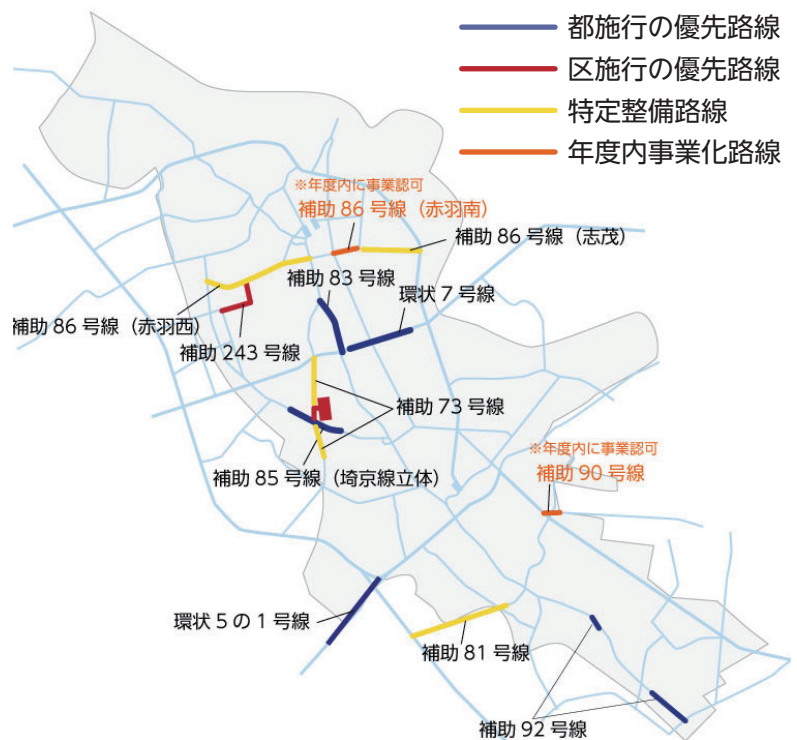 都施行の優先路線
区施行の優先路線
特定整備路線
年度内事業化路線
※年度内に事業認可
補助 86 号線（赤羽南）
補助 86 号線（志茂）
補助 83 号線
環状 7 号線
補助 86 号線（赤羽西）
補助 243 号線
補助 73 号線
※年度内に事業認可
補助 90 号線
補助 85 号線（埼京線立体）
環状 5 の 1 号線
補助 81 号線
補助 92 号線